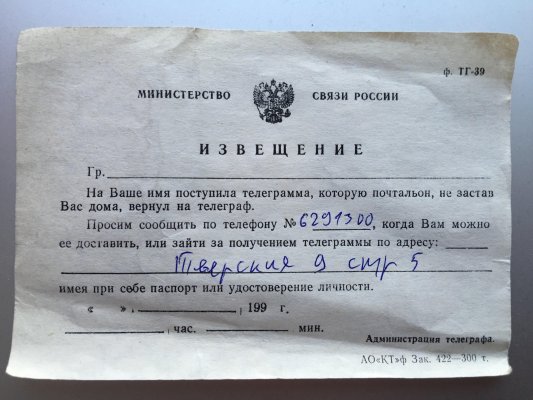 ф. ТГ-39
МИНИСТЕРСТВО СВЯЗИ РОССИИ
ИЗВЕЩЕНИЕ
Гр.
На Ваше имя поступила телеграмма, которую почтальон, не застав
Вас дома, вернул на телеграф.
Просим сообщить по телефону № 6291300, когда Вам можно
ее доставить, или зайти за получением телеграммы по адресу:
Тверская 9 стр 5
имея при себе паспорт или удостоверение личности.
« ». 199 г.
час. мин.
Администрация телеграфа.
АО«КТ»ф Зак. 422—300 т.